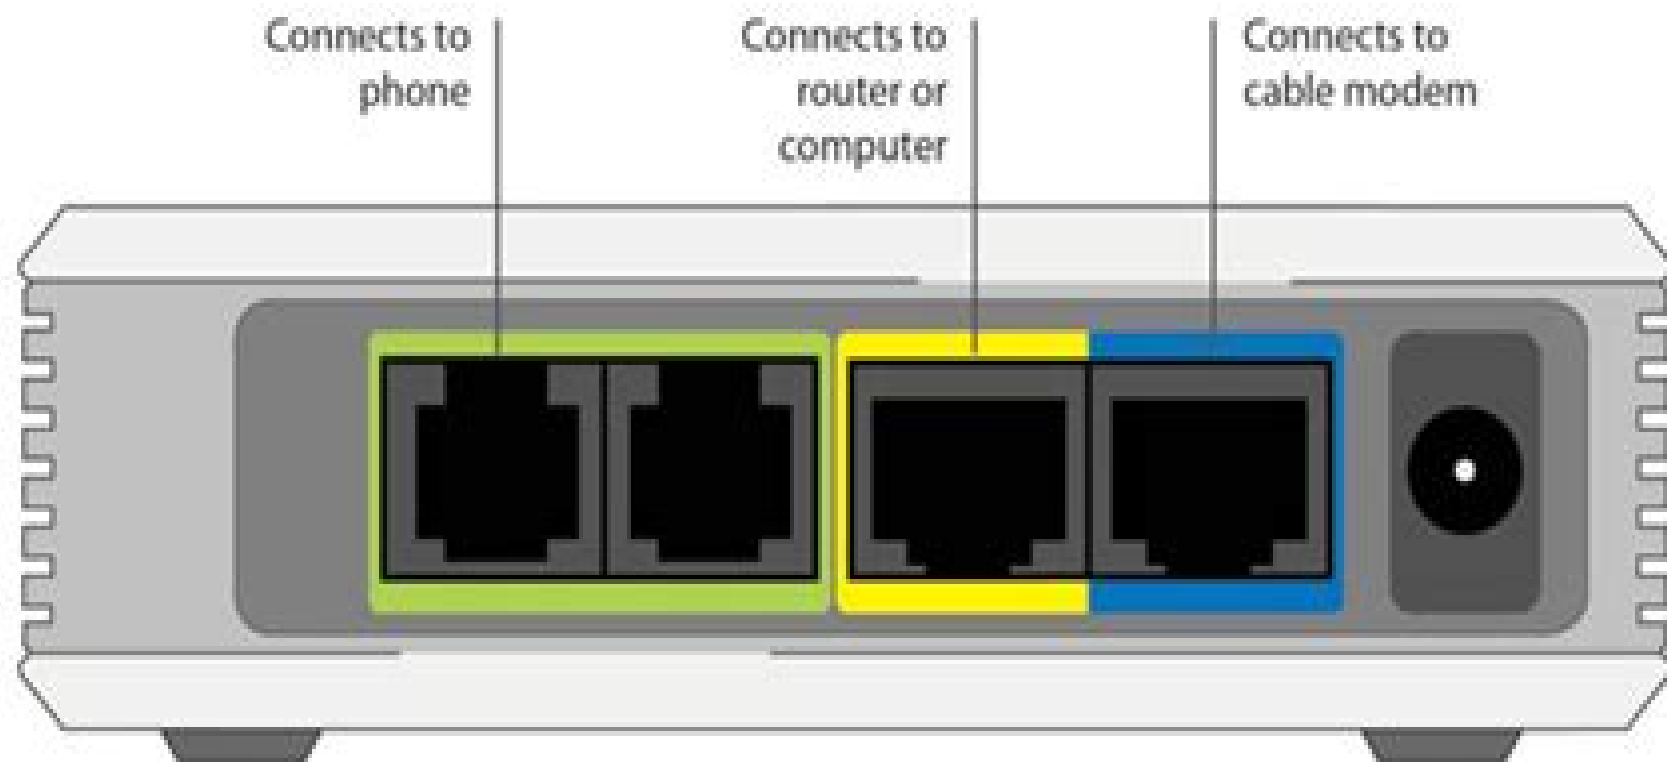 Connects to
phone
Connects to
router or
computer
Connects to
cable modem